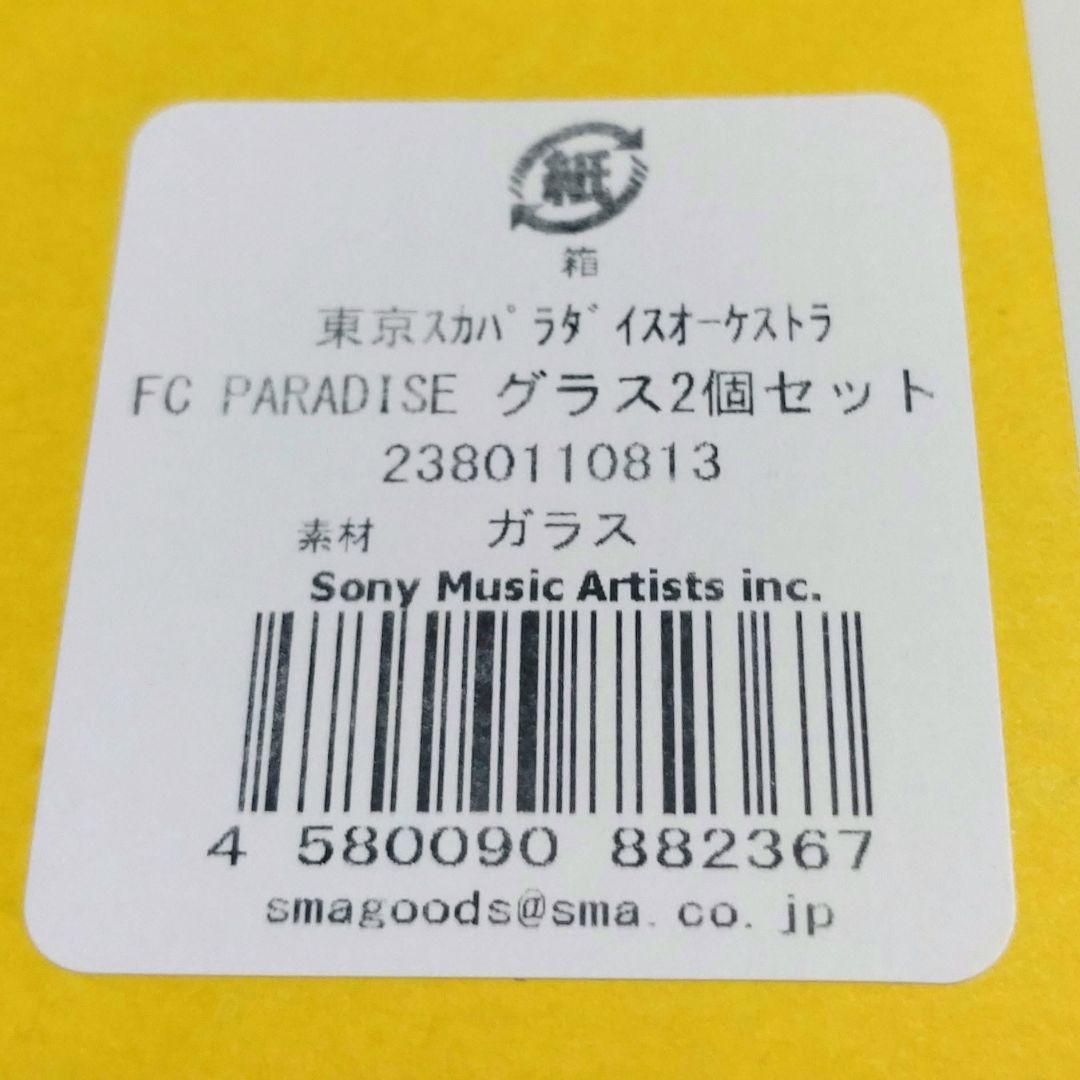 紙
箱
東京ｽｶﾊﾟﾗﾀﾞｲｽｵｰｹｽﾄﾗ
FC PARADISE グラス2個セット
2380110813
素材 ガラス
Sony Music Artists inc.
4 580090 882367
smagoods@sma.co.jp